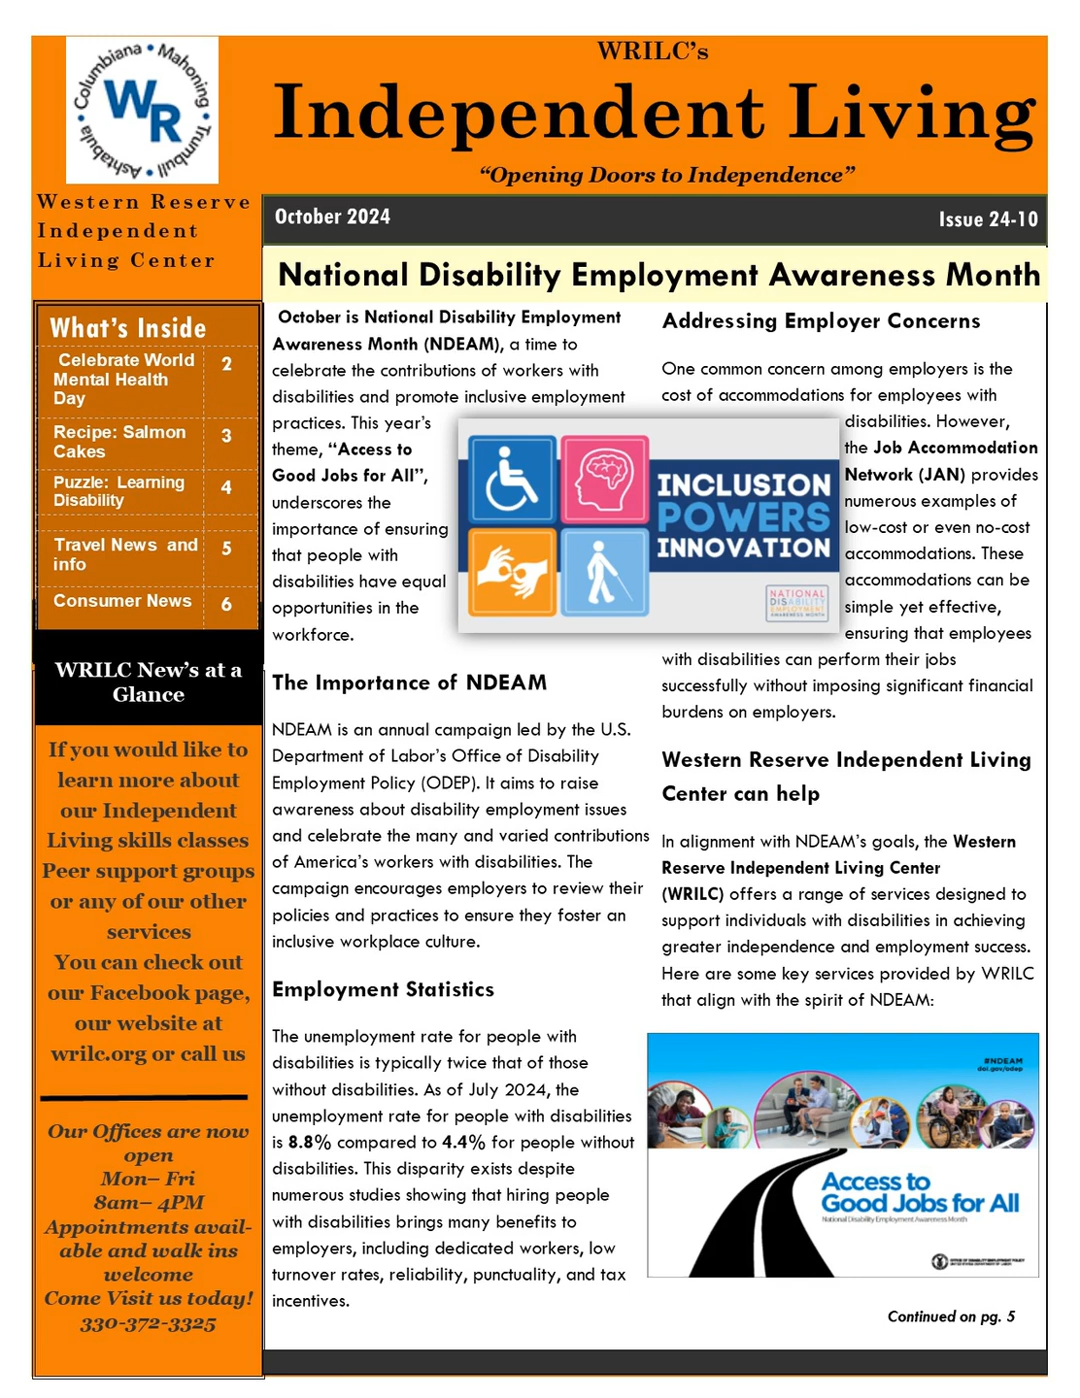 Columbiana • Mahoning • Trumbull • Ashtabula •
WR
WRILC’s
Independent Living
“Opening Doors to Independence”
Western Reserve
Independent
Living Center
October 2024
Issue 24-10
National Disability Employment Awareness Month
What’s Inside
Celebrate World
Mental Health
Day
2
Recipe: Salmon
Cakes
3
Puzzle: Learning
Disability
4
Travel News and
info
5
Consumer News
6
WRILC New’s at a
Glance
If you would like to
learn more about
our Independent
Living skills classes
Peer support groups
or any of our other
services
You can check out
our Facebook page,
our website at
wrilc.org or call us
Our Offices are now
open
Mon– Fri
8am– 4PM
Appointments avail-
able and walk ins
welcome
Come Visit us today!
330-372-3325
October is National Disability Employment
Awareness Month (NDEAM), a time to
celebrate the contributions of workers with
disabilities and promote inclusive employment
practices. This year’s
theme, “Access to
Good Jobs for All”,
underscores the
importance of ensuring
that people with
disabilities have equal
opportunities in the
workforce.
The Importance of NDEAM
NDEAM is an annual campaign led by the U.S.
Department of Labor’s Office of Disability
Employment Policy (ODEP). It aims to raise
awareness about disability employment issues
and celebrate the many and varied contributions
of America’s workers with disabilities. The
campaign encourages employers to review their
policies and practices to ensure they foster an
inclusive workplace culture.
Employment Statistics
The unemployment rate for people with
disabilities is typically twice that of those
without disabilities. As of July 2024, the
unemployment rate for people with disabilities
is 8.8% compared to 4.4% for people without
disabilities. This disparity exists despite
numerous studies showing that hiring people
with disabilities brings many benefits to
employers, including dedicated workers, low
turnover rates, reliability, punctuality, and tax
incentives.
INCLUSION
POWERS
INNOVATION
NATIONAL
DISABILITY
EMPLOYMENT
AWARENESS MONTH
Addressing Employer Concerns
One common concern among employers is the
cost of accommodations for employees with
disabilities. However,
the Job Accommodation
Network (JAN) provides
numerous examples of
low-cost or even no-cost
accommodations. These
accommodations can be
simple yet effective,
ensuring that employees
with disabilities can perform their jobs
successfully without imposing significant financial
burdens on employers.
Western Reserve Independent Living
Center can help
In alignment with NDEAM’s goals, the Western
Reserve Independent Living Center
(WRILC) offers a range of services designed to
support individuals with disabilities in achieving
greater independence and employment success.
Here are some key services provided by WRILC
that align with the spirit of NDEAM:
#NDEAM
dol.gov/odep
Access to
Good Jobs for All
National Disability Employment Awareness Month
OFFICE OF DISABILITY EMPLOYMENT POLICY
UNITED STATES DEPARTMENT OF LABOR
Continued on pg. 5